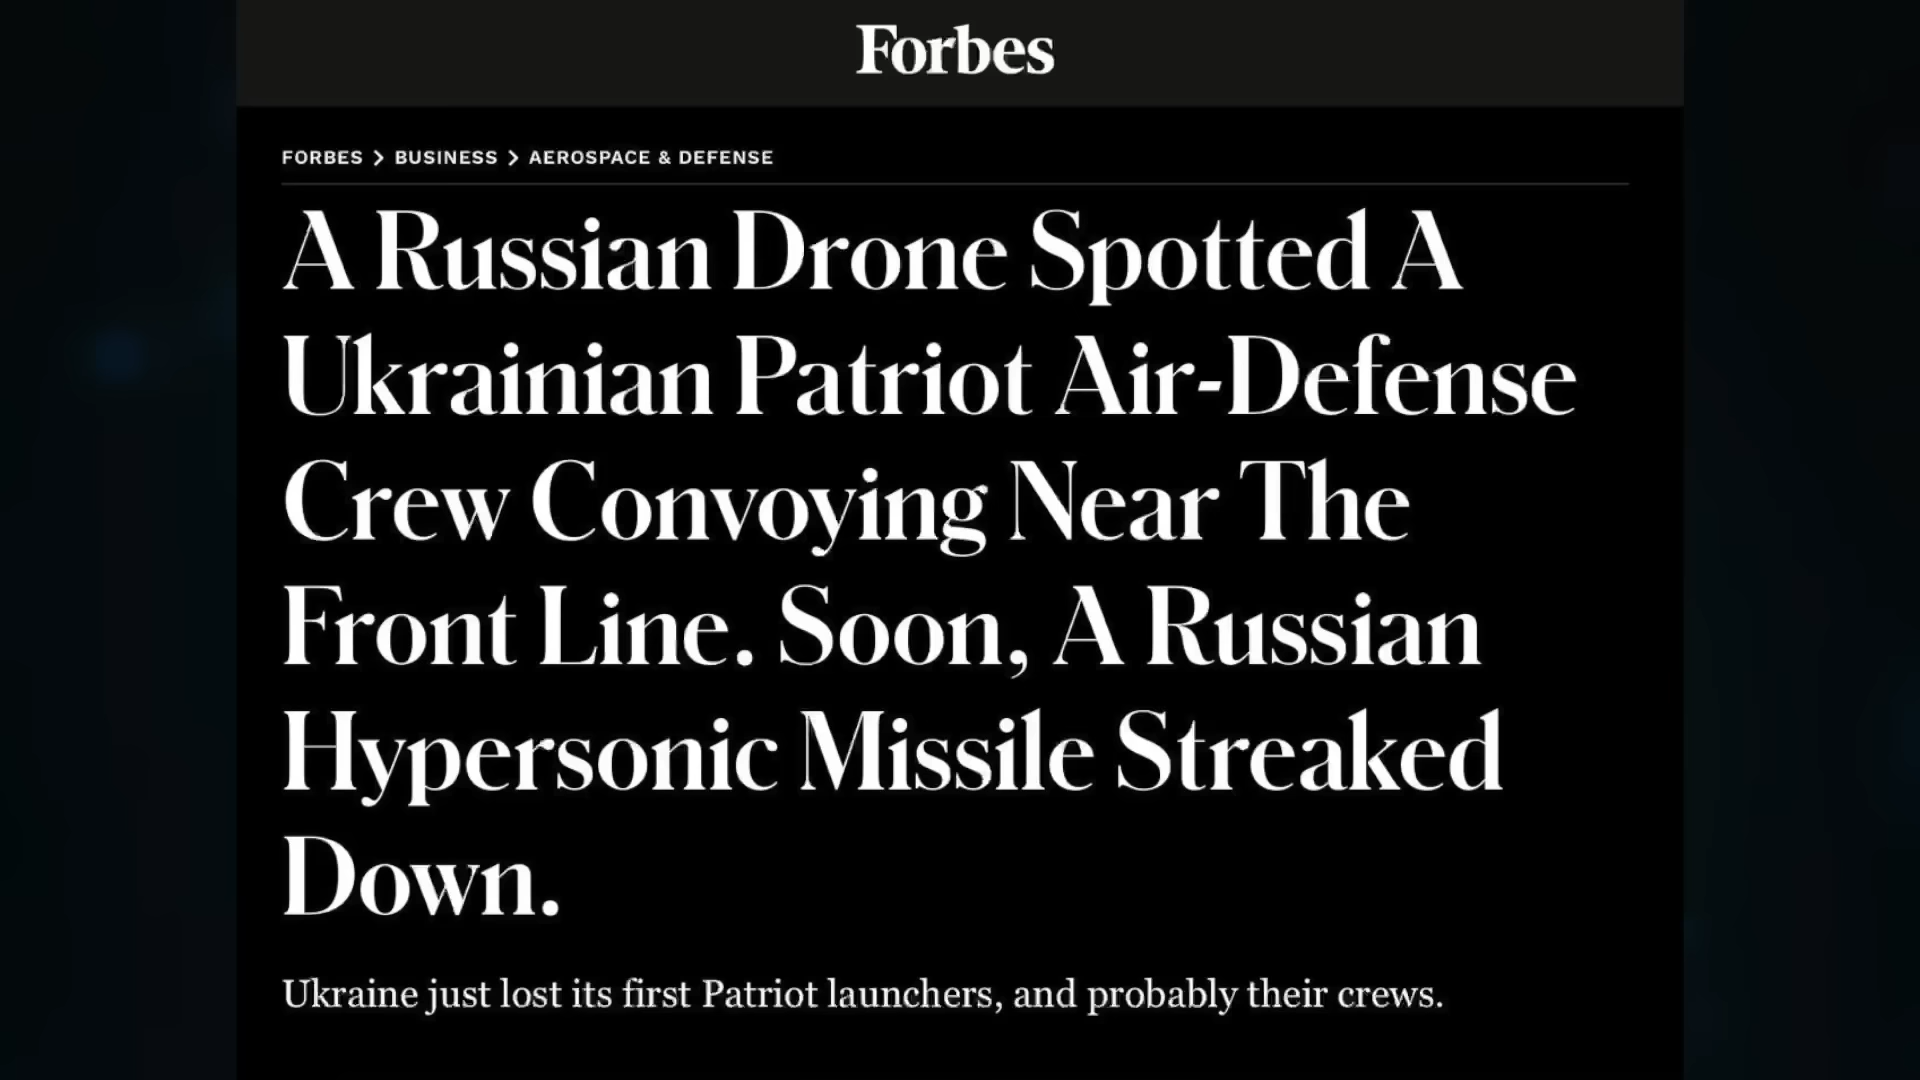 Forbes
FORBES > BUSINESS > AEROSPACE & DEFENSE
A Russian Drone Spotted A
Ukrainian Patriot Air-Defense
Crew Convoying Near The
Front Line. Soon, A Russian
Hypersonic Missile Streaked
Down.
Ukraine just lost its first Patriot launchers, and probably their crews.